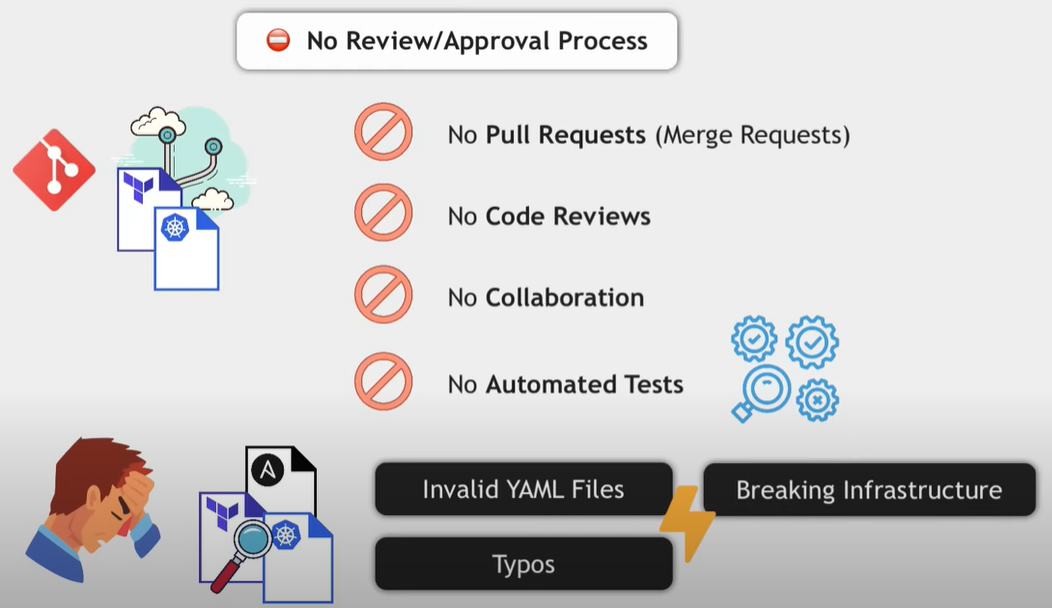 No Review/Approval Process
No Pull Requests (Merge Requests)
No Code Reviews
No Collaboration
No Automated Tests
Invalid YAML Files
Breaking Infrastructure
Typos